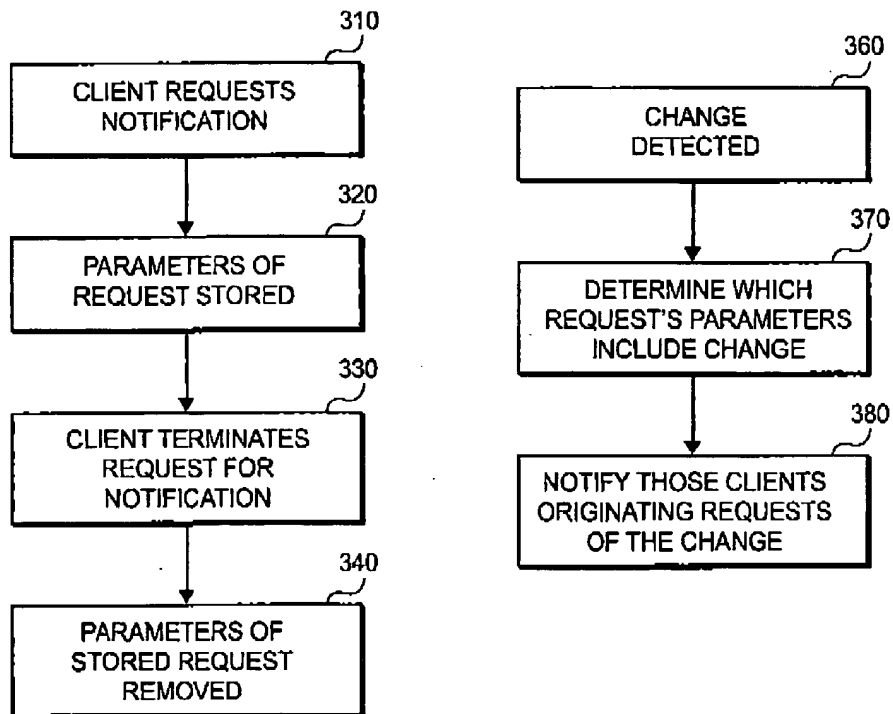 310
CLIENT REQUESTS
NOTIFICATION
320
PARAMETERS OF
REQUEST STORED
330
CLIENT TERMINATES
REQUEST FOR
NOTIFICATION
340
PARAMETERS OF
STORED REQUEST
REMOVED
360
CHANGE
DETECTED
370
DETERMINE WHICH
REQUEST'S PARAMETERS
INCLUDE CHANGE
380
NOTIFY THOSE CLIENTS
ORIGINATING REQUESTS
OF THE CHANGE